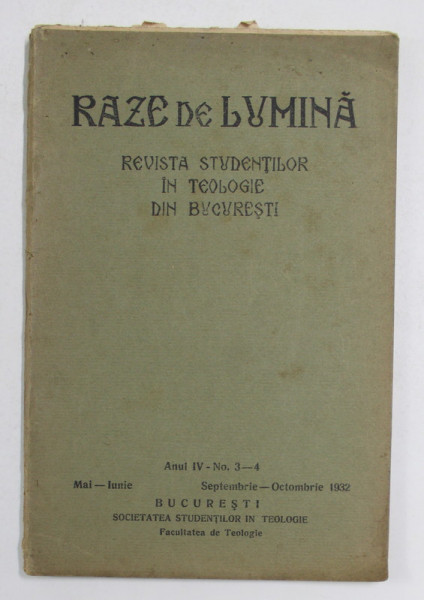 RAZE DE LUMINĂ
REVISTA STUDENȚILOR
ÎN TEOLOGIE
DIN BUCUREȘTI
Anul IV - No. 3—4
Mai — Iunie Septembrie — Octombrie 1932
BUCUREȘTI
SOCIETATEA STUDENȚILOR IN TEOLOGIE
Facultatea de Teologie